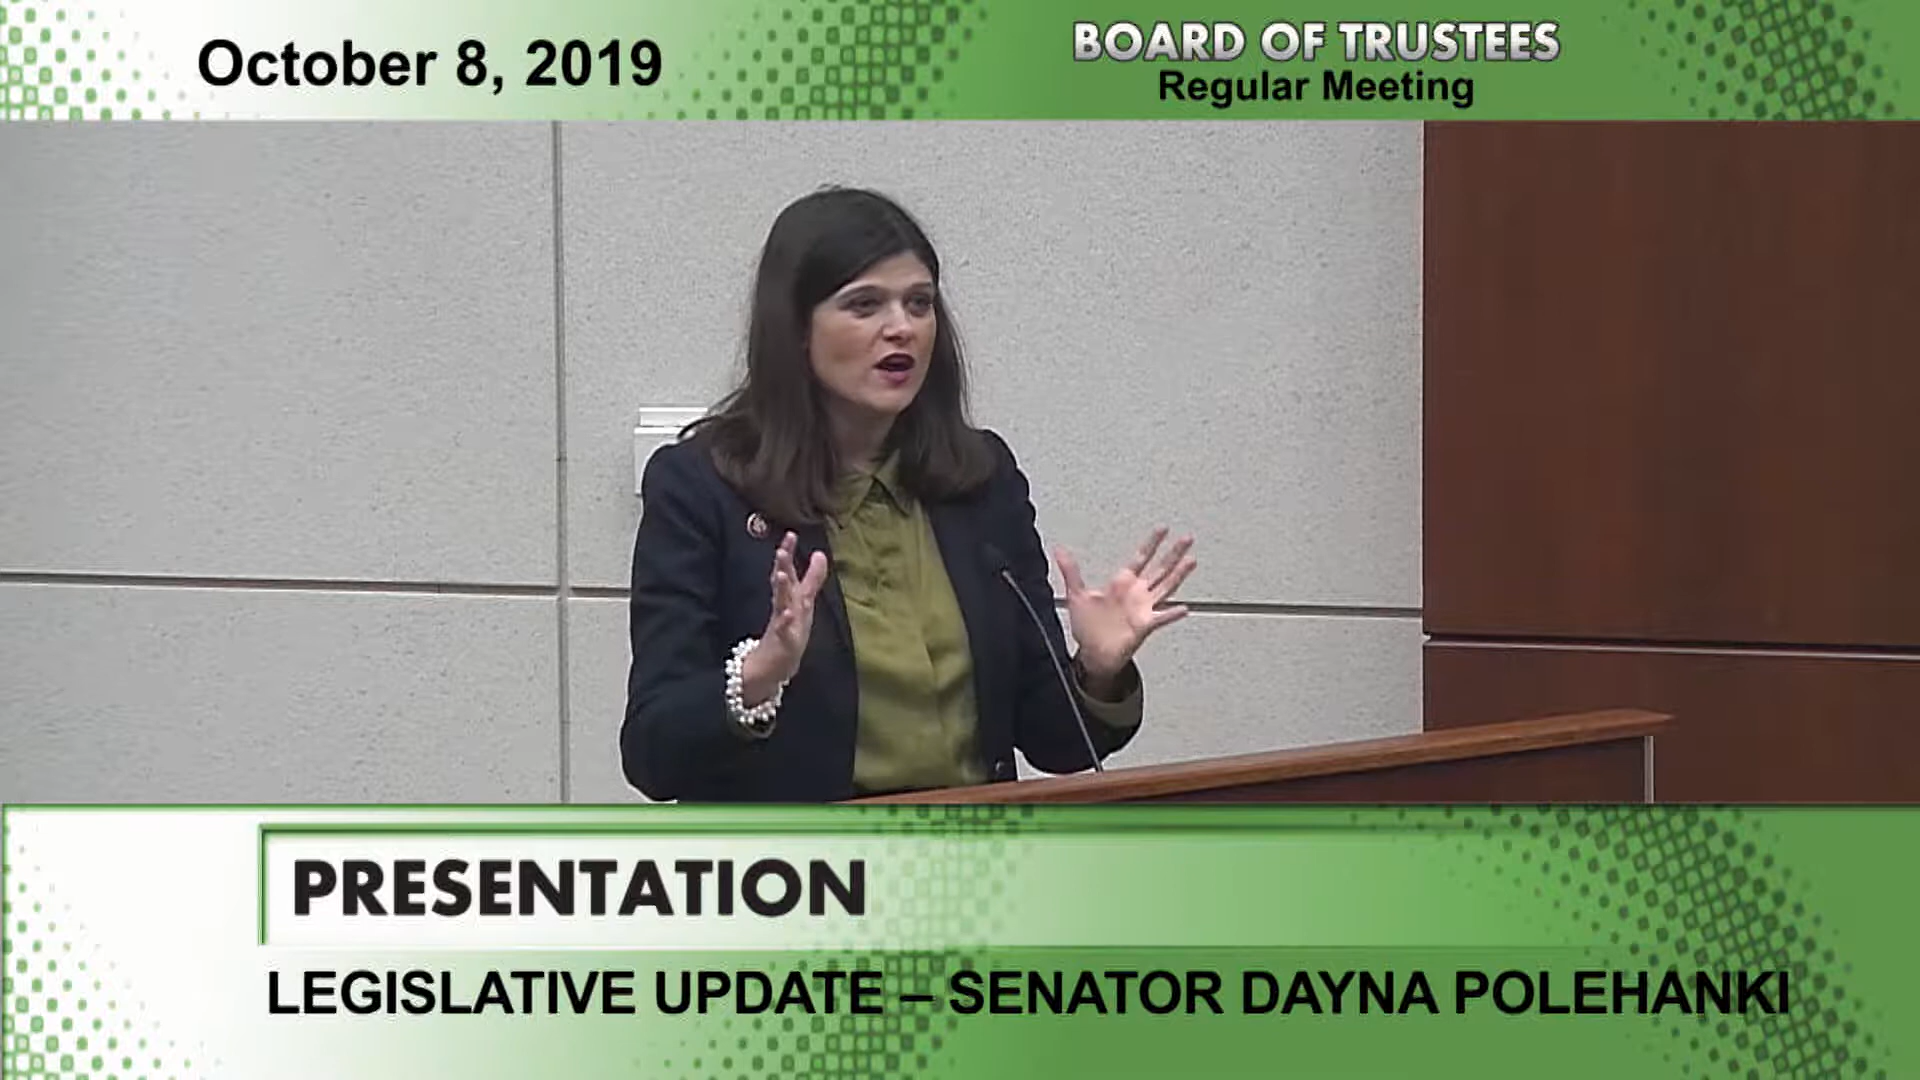 October 8, 2019
BOARD OF TRUSTEES
Regular Meeting
PRESENTATION
LEGISLATIVE UPDATE – SENATOR DAYNA POLEHANKI